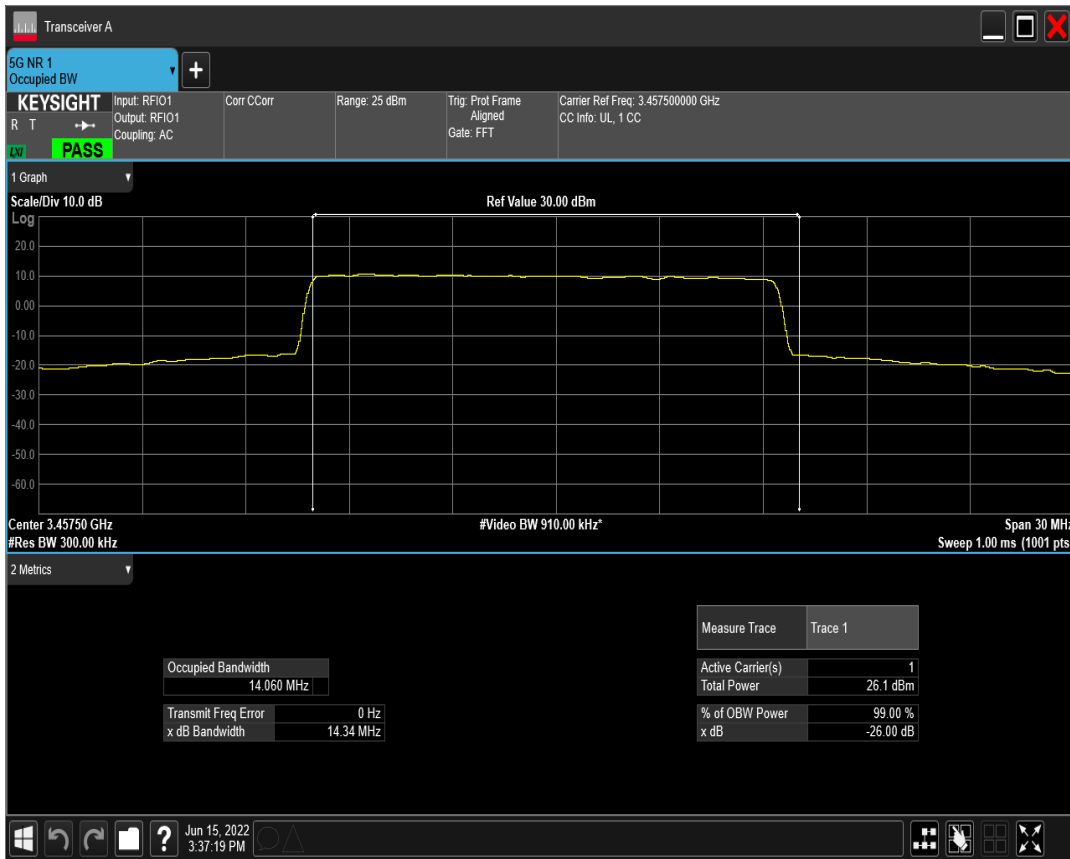 Transceiver A
5G NR 1
Occupied BW
KEYSIGHT
R T
LXI
PASS
Input: RFIO1
Output: RFIO1
Coupling: AC
Corr CCorr
Range: 25 dBm
Trig: Prot Frame
Aligned
Gate: FFT
Carrier Ref Freq: 3.457500000 GHz
CC Info: UL, 1 CC
1 Graph
Scale/Div 10.0 dB
Ref Value 30.00 dBm
Log
20.0
10.0
0.00
-10.0
-20.0
-30.0
-40.0
-50.0
-60.0
Center 3.45750 GHz
#Video BW 910.00 kHz*
Span 30 MHz
#Res BW 300.00 kHz
Sweep 1.00 ms (1001 pts
2 Metrics
Measure Trace Trace 1
Occupied Bandwidth
14.060 MHz
Active Carrier(s) 1
Total Power 26.1 dBm
Transmit Freq Error 0 Hz
x dB Bandwidth 14.34 MHz
% of OBW Power 99.00 %
x dB -26.00 dB
?
Jun 15, 2022
3:37:19 PM